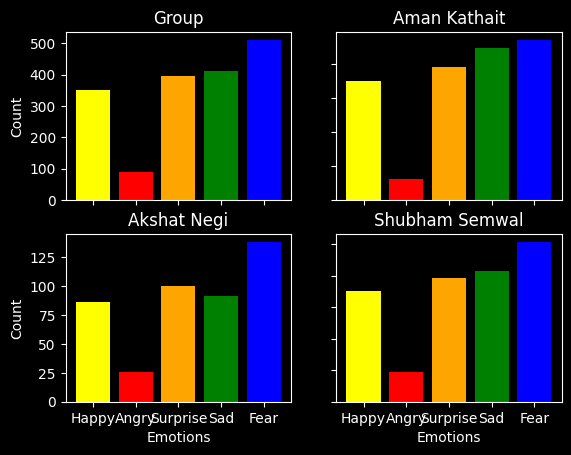 Group
Aman Kathait
500
400
300
200
100
0
Count
Akshat Negi
Shubham Semwal
125
100
75
50
25
0
Count
Happy Angry Surprise Sad Fear
Emotions
Happy Angry Surprise Sad Fear
Emotions